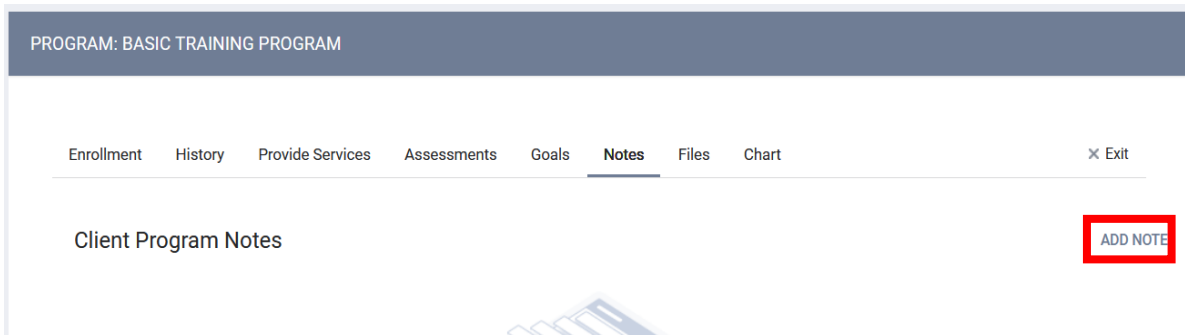 PROGRAM: BASIC TRAINING PROGRAM
Enrollment History Provide Services Assessments Goals Notes Files Chart × Exit
Client Program Notes ADD NOTE